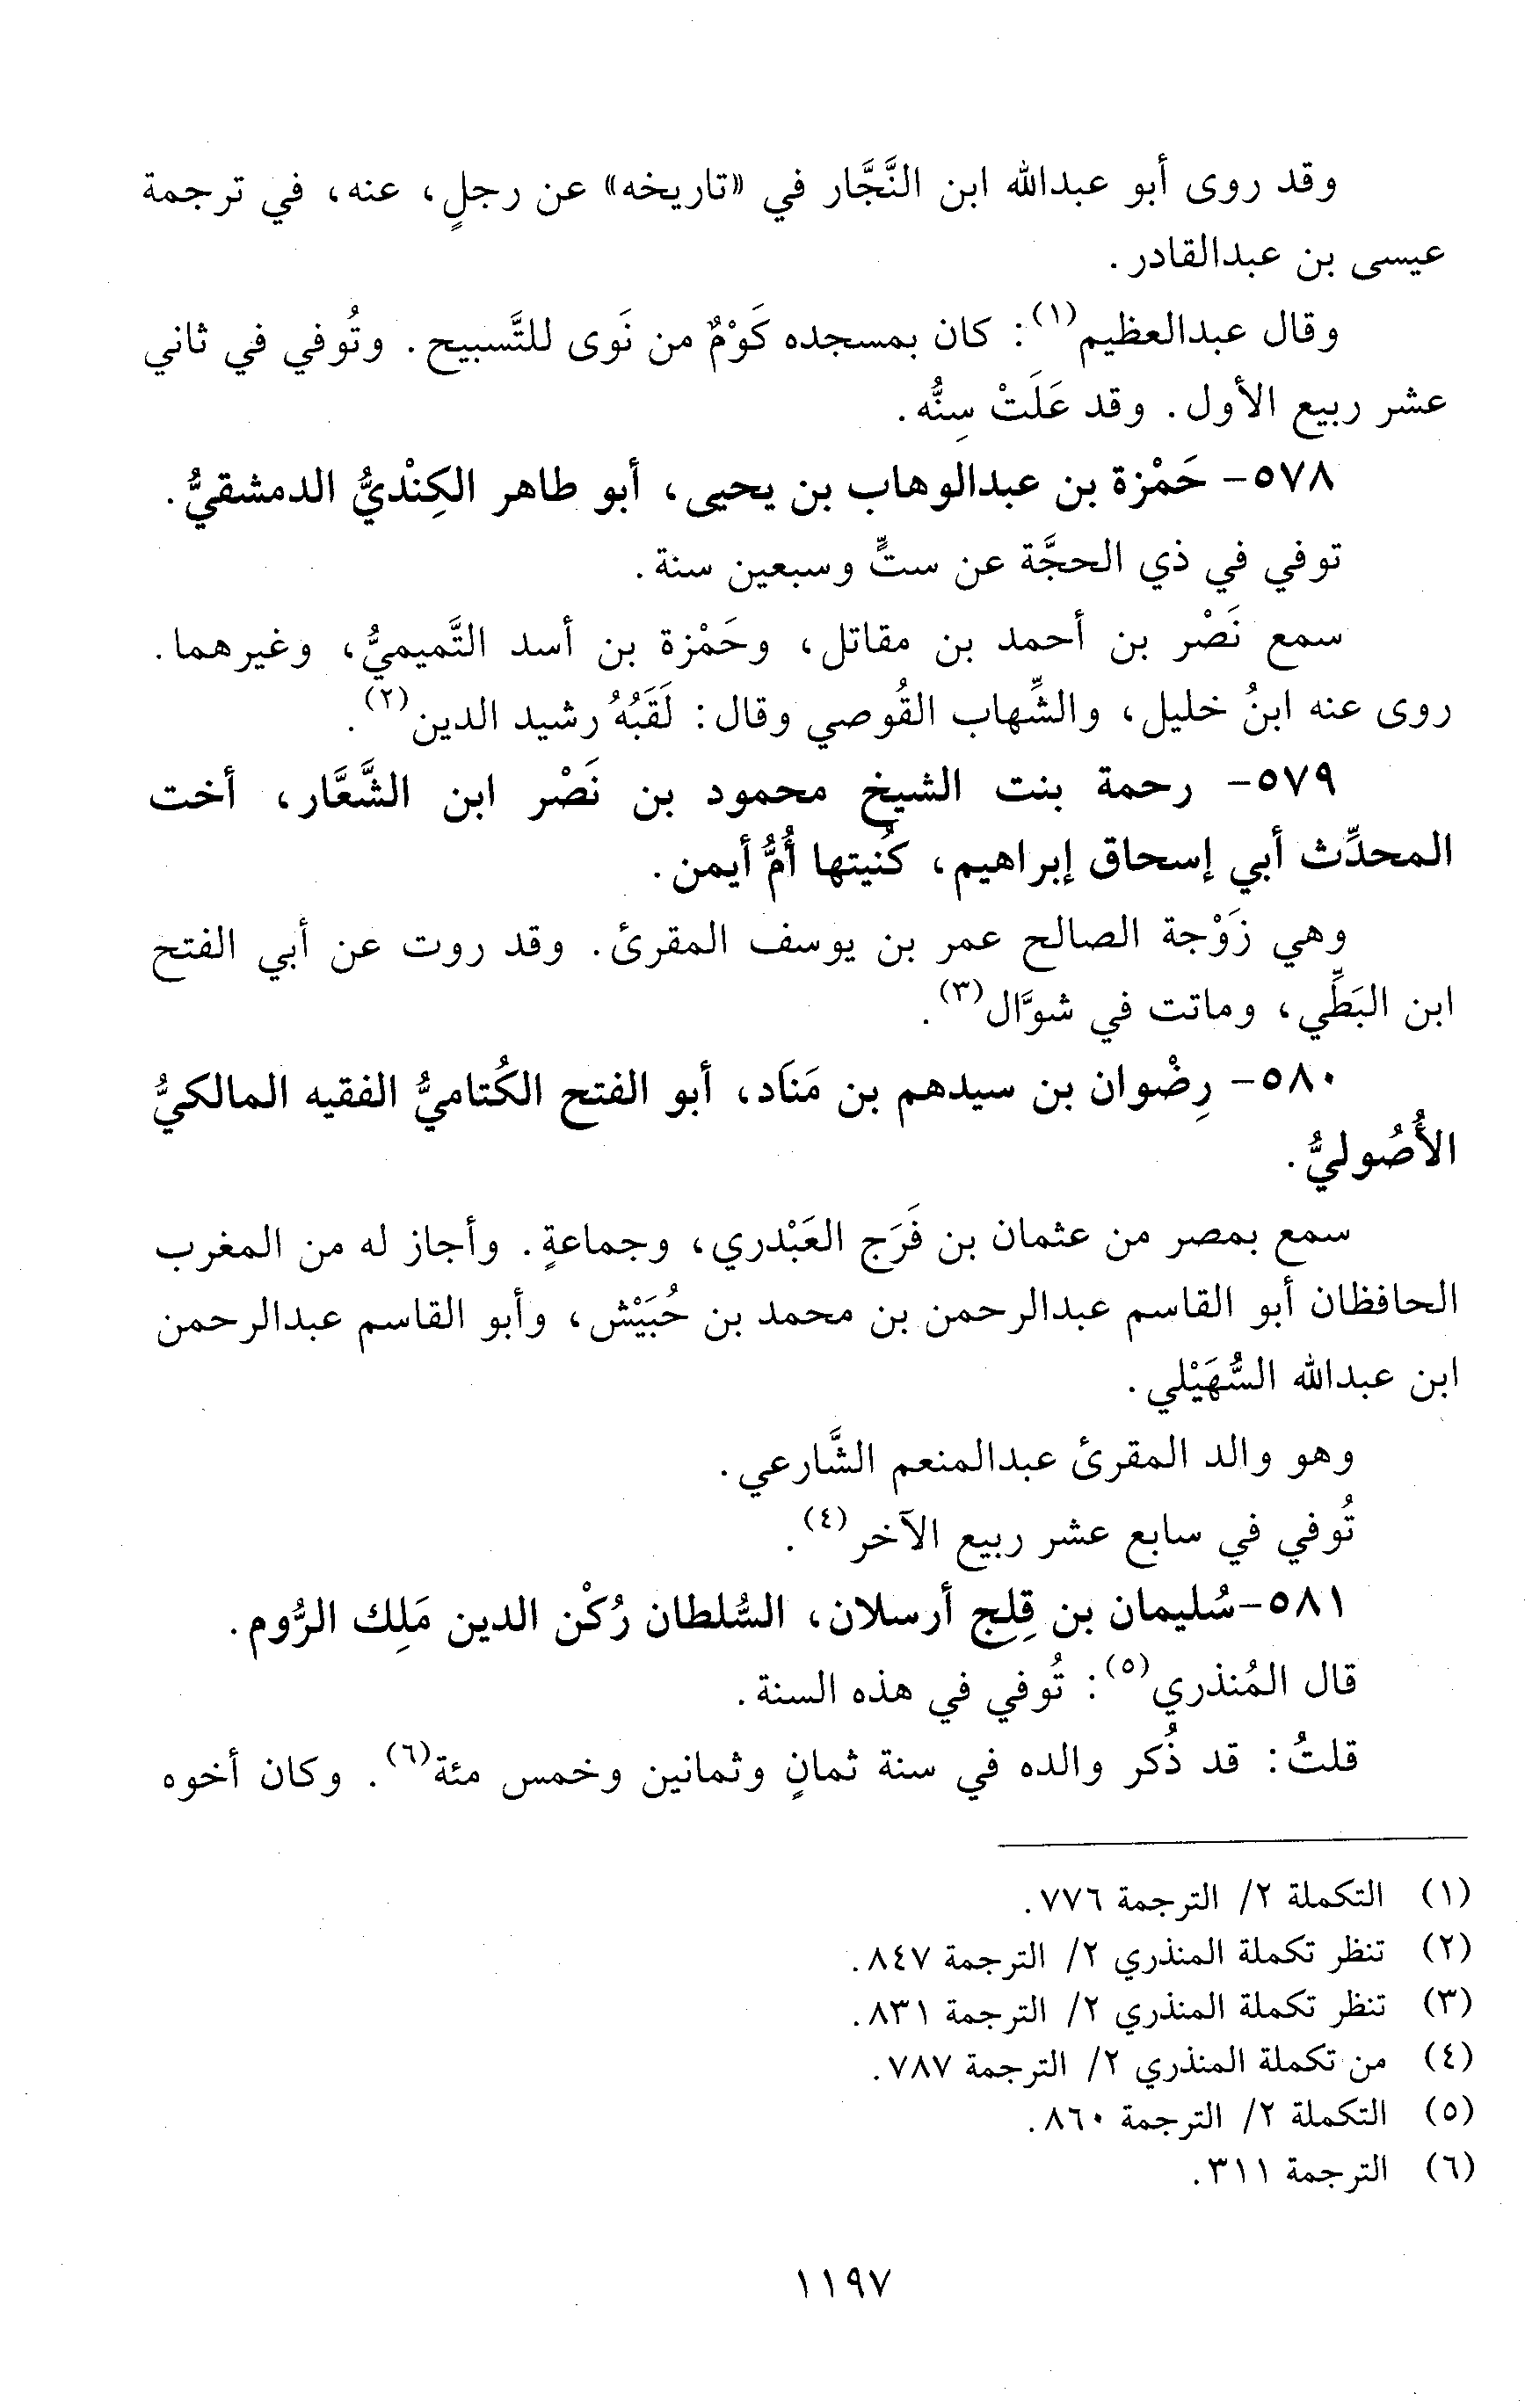 وقد روى أبو عبدالله ابن النَّجَّار في «تاريخه» عن رجلٍ، عنه، في ترجمة
عيسى بن عبدالقادر.
وقال عبدالعظيم(١): كان بمسجده كَوْمٌ من نَوَى للتَّسبيح. وتُوفي في ثاني
عشر ربيع الأول. وقد عَلَتْ سِنُّه.
٥٧٨- حَمْزة بن عبدالوهاب بن يحيى، أبو طاهر الكِنْديُّ الدمشقيُّ.
توفي في ذي الحجَّة عن ستٍّ وسبعين سنة.
سمع نَصْر بن أحمد بن مقاتل، وحَمْزة بن أسد التَّميميُّ، وغيرهما.
روى عنه ابنُ خليل، والشِّهاب القُوصي وقال: لَقَبُهُ رشيد الدين(٢).
٥٧٩- رحمة بنت الشيخ محمود بن نَصْر ابن الشَّعَّار، أخت
المحدِّث أبي إسحاق إبراهيم، كُنيتها أُمُّ أيمن.
وهي زَوْجة الصالح عمر بن يوسف المقرئ. وقد روت عن أبي الفتح
ابن البَطِّي، وماتت في شوَّال(٣).
٥٨٠- رِضْوان بن سيدهم بن مَنَاد، أبو الفتح الكُتاميُّ الفقيه المالكيُّ
الأُصُوليُّ.
سمع بمصر من عثمان بن فَرَج العَبْدري، وجماعةٍ. وأجاز له من المغرب
الحافظان أبو القاسم عبدالرحمن بن محمد بن حُبَيْش، وأبو القاسم عبدالرحمن
ابن عبدالله السُّهَيْلي.
وهو والد المقرئ عبدالمنعم الشَّارعي.
تُوفي في سابع عشر ربيع الآخر(٤).
٥٨١-سُليمان بن قِلِج أرسلان، السُّلطان رُكْن الدين مَلِك الرُّوم.
قال المُنذري(٥): تُوفي في هذه السنة.
قلتُ: قد ذُكر والده في سنة ثمانٍ وثمانين وخمس مئة(٦). وكان أخوه
(١) التكملة ٢/ الترجمة ٧٧٦.
(٢) تنظر تكملة المنذري ٢/ الترجمة ٨٤٧.
(٣) تنظر تكملة المنذري ٢/ الترجمة ٨٣١.
(٤) من تكملة المنذري ٢/ الترجمة ٧٨٧.
(٥) التكملة ٢/ الترجمة ٨٦٠.
(٦) الترجمة ٣١١.
١١٩٧